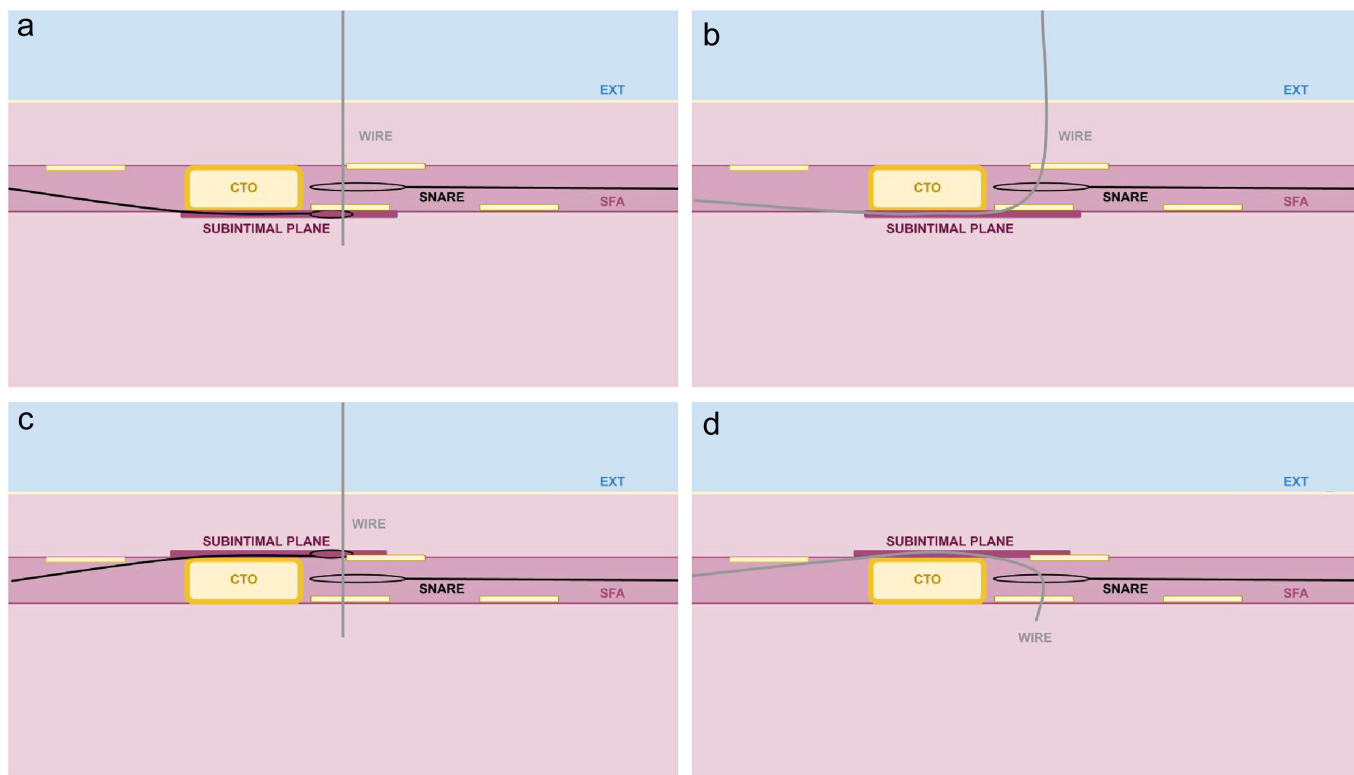 a
EXT
WIRE
CTO
SNARE
SFA
SUBINTIMAL PLANE
b
EXT
WIRE
CTO
SNARE
SFA
SUBINTIMAL PLANE
c
EXT
WIRE
SUBINTIMAL PLANE
CTO
SNARE
SFA
d
EXT
SUBINTIMAL PLANE
CTO
SNARE
SFA
WIRE